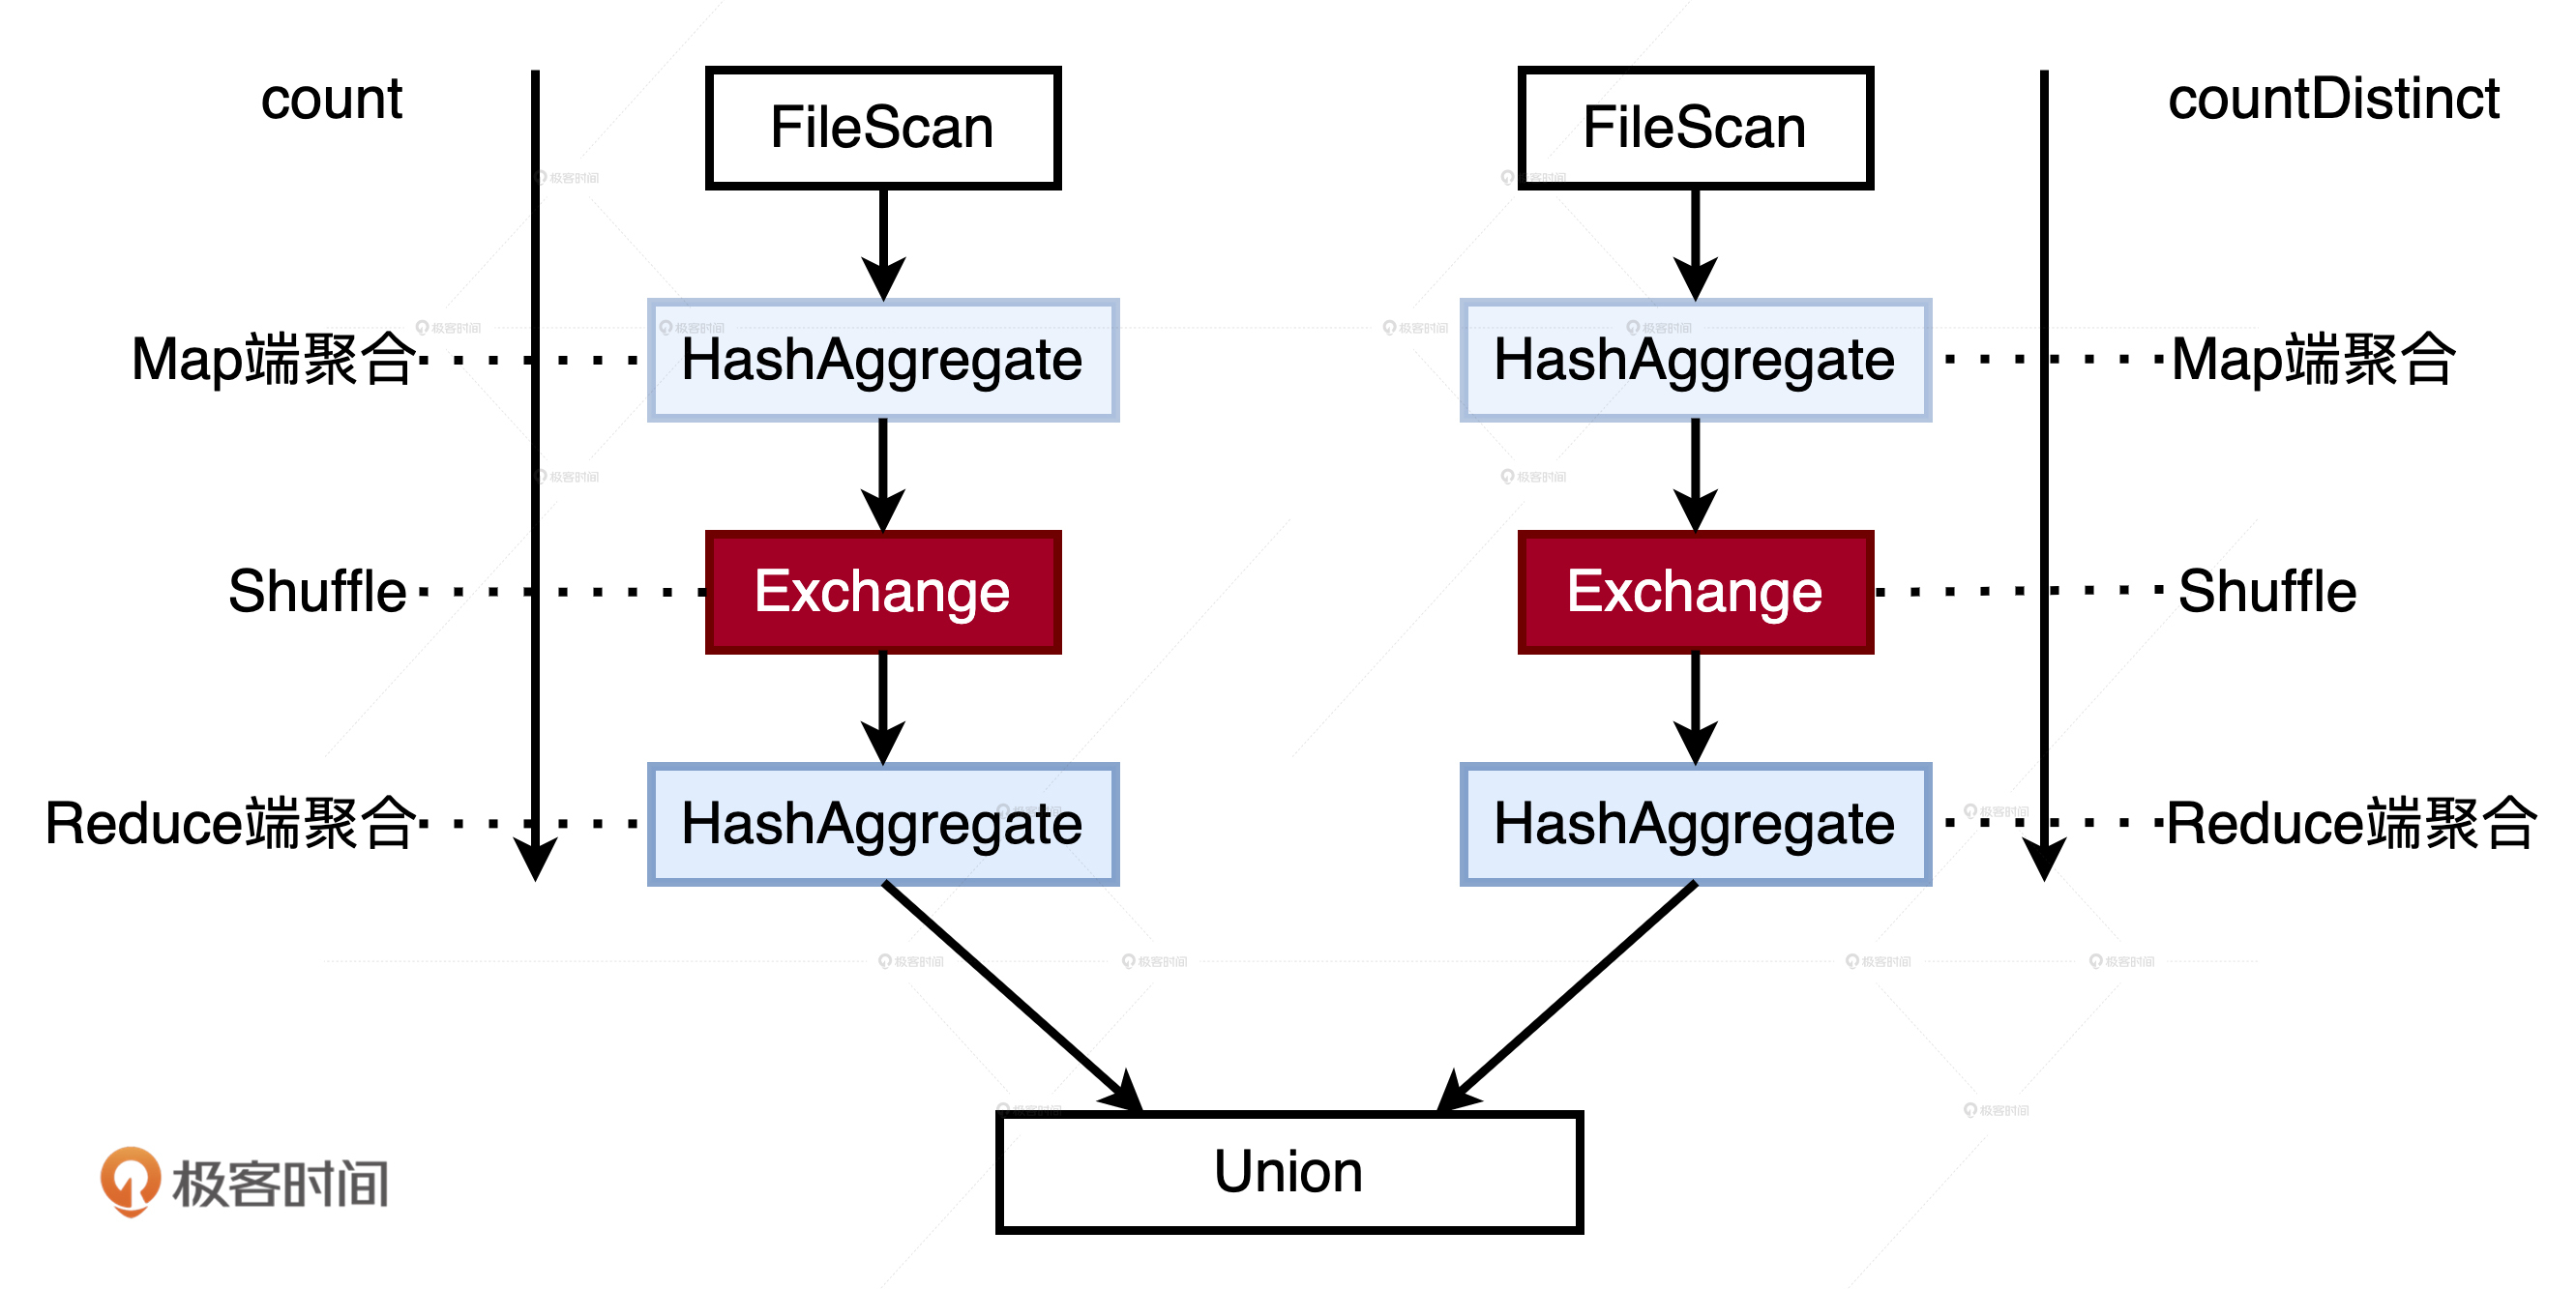 count
FileScan
FileScan
countDistinct
Map端聚合
HashAggregate
HashAggregate
Map端聚合
Shuffle
Exchange
Exchange
Shuffle
Reduce端聚合
HashAggregate
HashAggregate
Reduce端聚合
Union
极客时间